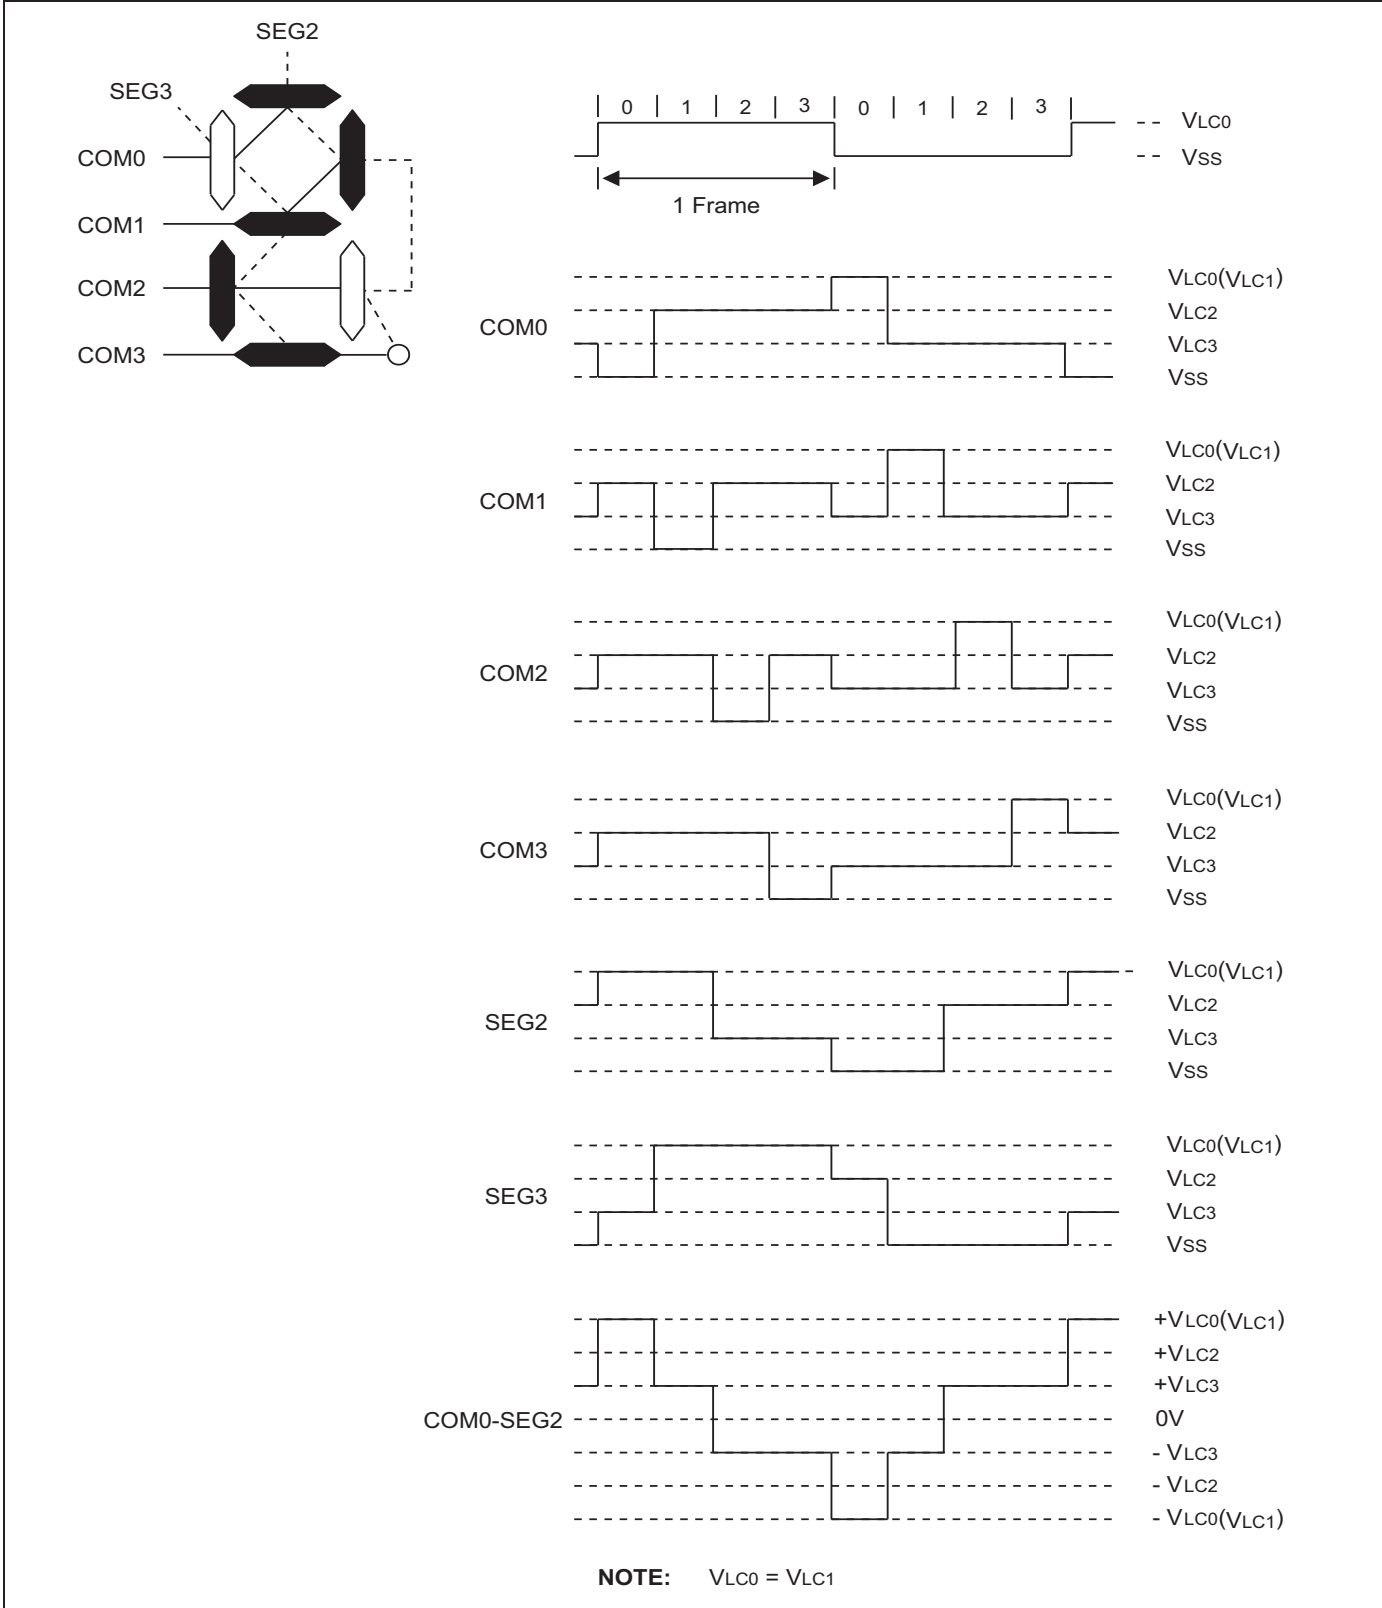 SEG2
SEG3
COM0
COM1
COM2
COM3
0 1 2 3 0 1 2 3
VLC0
VSS
1 Frame
COM0
VLC0(VLC1)
VLC2
VLC3
VSS
COM1
VLC0(VLC1)
VLC2
VLC3
VSS
COM2
VLC0(VLC1)
VLC2
VLC3
VSS
COM3
VLC0(VLC1)
VLC2
VLC3
VSS
SEG2
VLC0(VLC1)
VLC2
VLC3
VSS
SEG3
VLC0(VLC1)
VLC2
VLC3
VSS
COM0-SEG2
+VLC0(VLC1)
+VLC2
+VLC3
0V
- VLC3
- VLC2
- VLC0(VLC1)
NOTE: VLC0 = VLC1